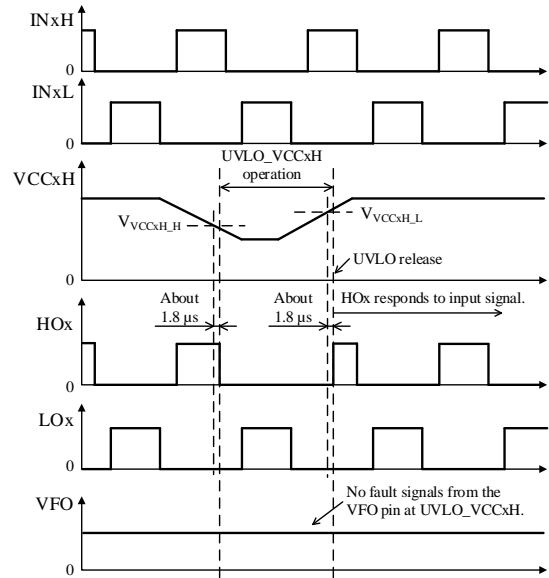 INxH
0
INxL
0
UVLO_VCCxH
operation
VCCxH
VVCCxH_H
VVCCxH_L
0
UVLO release
About
1.8 µs
About
1.8 µs
HOx responds to input signal.
HOx
0
LOx
0
VFO
No fault signals from the
VFO pin at UVLO_VCCxH.
0